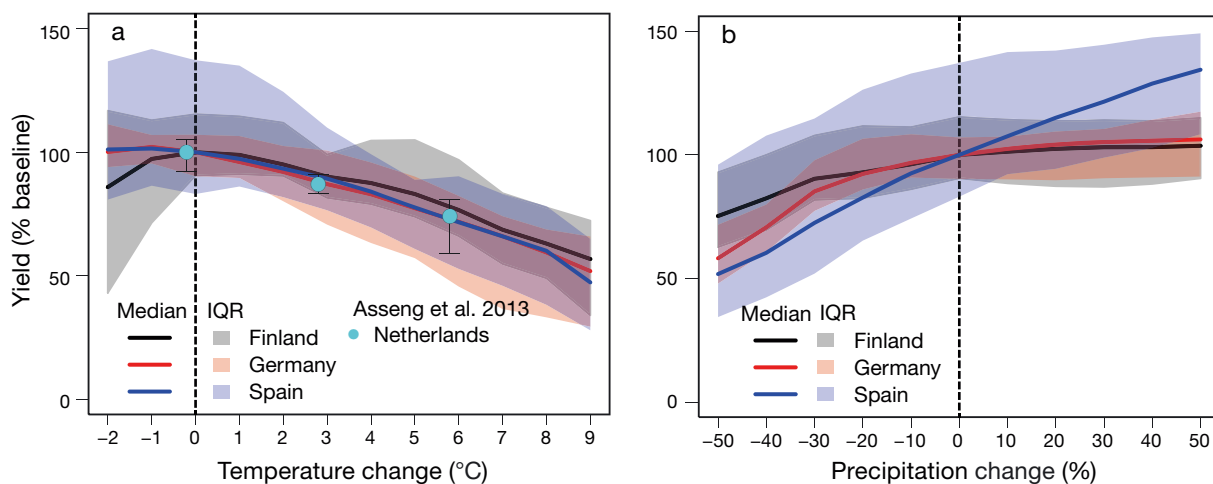 a
Yield (% baseline)
150
100
50
0
Median IQR Asseng et al. 2013
Finland Netherlands
Germany
Spain
−2 −1 0 1 2 3 4 5 6 7 8 9
Temperature change (°C)
b
150
100
50
0
Median IQR
Finland
Germany
Spain
−50 −40 −30 −20 −10 0 10 20 30 40 50
Precipitation change (%)